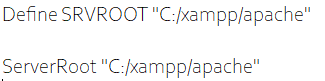 Define SRVROOT "C:/xampp/apache"
ServerRoot "C:/xampp/apache"